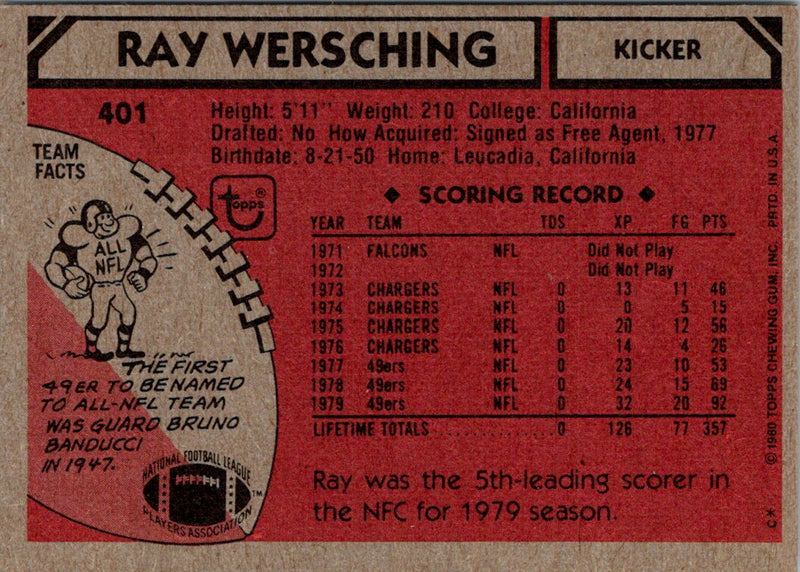 RAY WERSCHING
KICKER
401
Height: 5'11" Weight: 210 College: California
Drafted: No How Acquired: Signed as Free Agent, 1977
Birthdate: 8-21-50 Home: Leucadia, California
TEAM
FACTS
topps®
ALL
NFL
THE FIRST
49ER TO BE NAMED
TO ALL-NFL TEAM
WAS GUARD BRUNO
BANDUCCI
IN 1947.
NATIONAL FOOTBALL LEAGUE
PLAYERS ASSOCIATION™
◆ SCORING RECORD ◆
YEAR TEAM TDS XP FG PTS
1971 FALCONS NFL Did Not Play
1972 Did Not Play
1973 CHARGERS NFL 0 13 11 46
1974 CHARGERS NFL 0 0 5 15
1975 CHARGERS NFL 0 20 12 56
1976 CHARGERS NFL 0 14 4 26
1977 49ers NFL 0 23 10 53
1978 49ers NFL 0 24 15 69
1979 49ers NFL 0 32 20 92
LIFETIME TOTALS .................. 0 126 77 357
Ray was the 5th-leading scorer in
the NFC for 1979 season.
© 1980 TOPPS CHEWING GUM, INC. PRTD. IN U.S.A.
C*